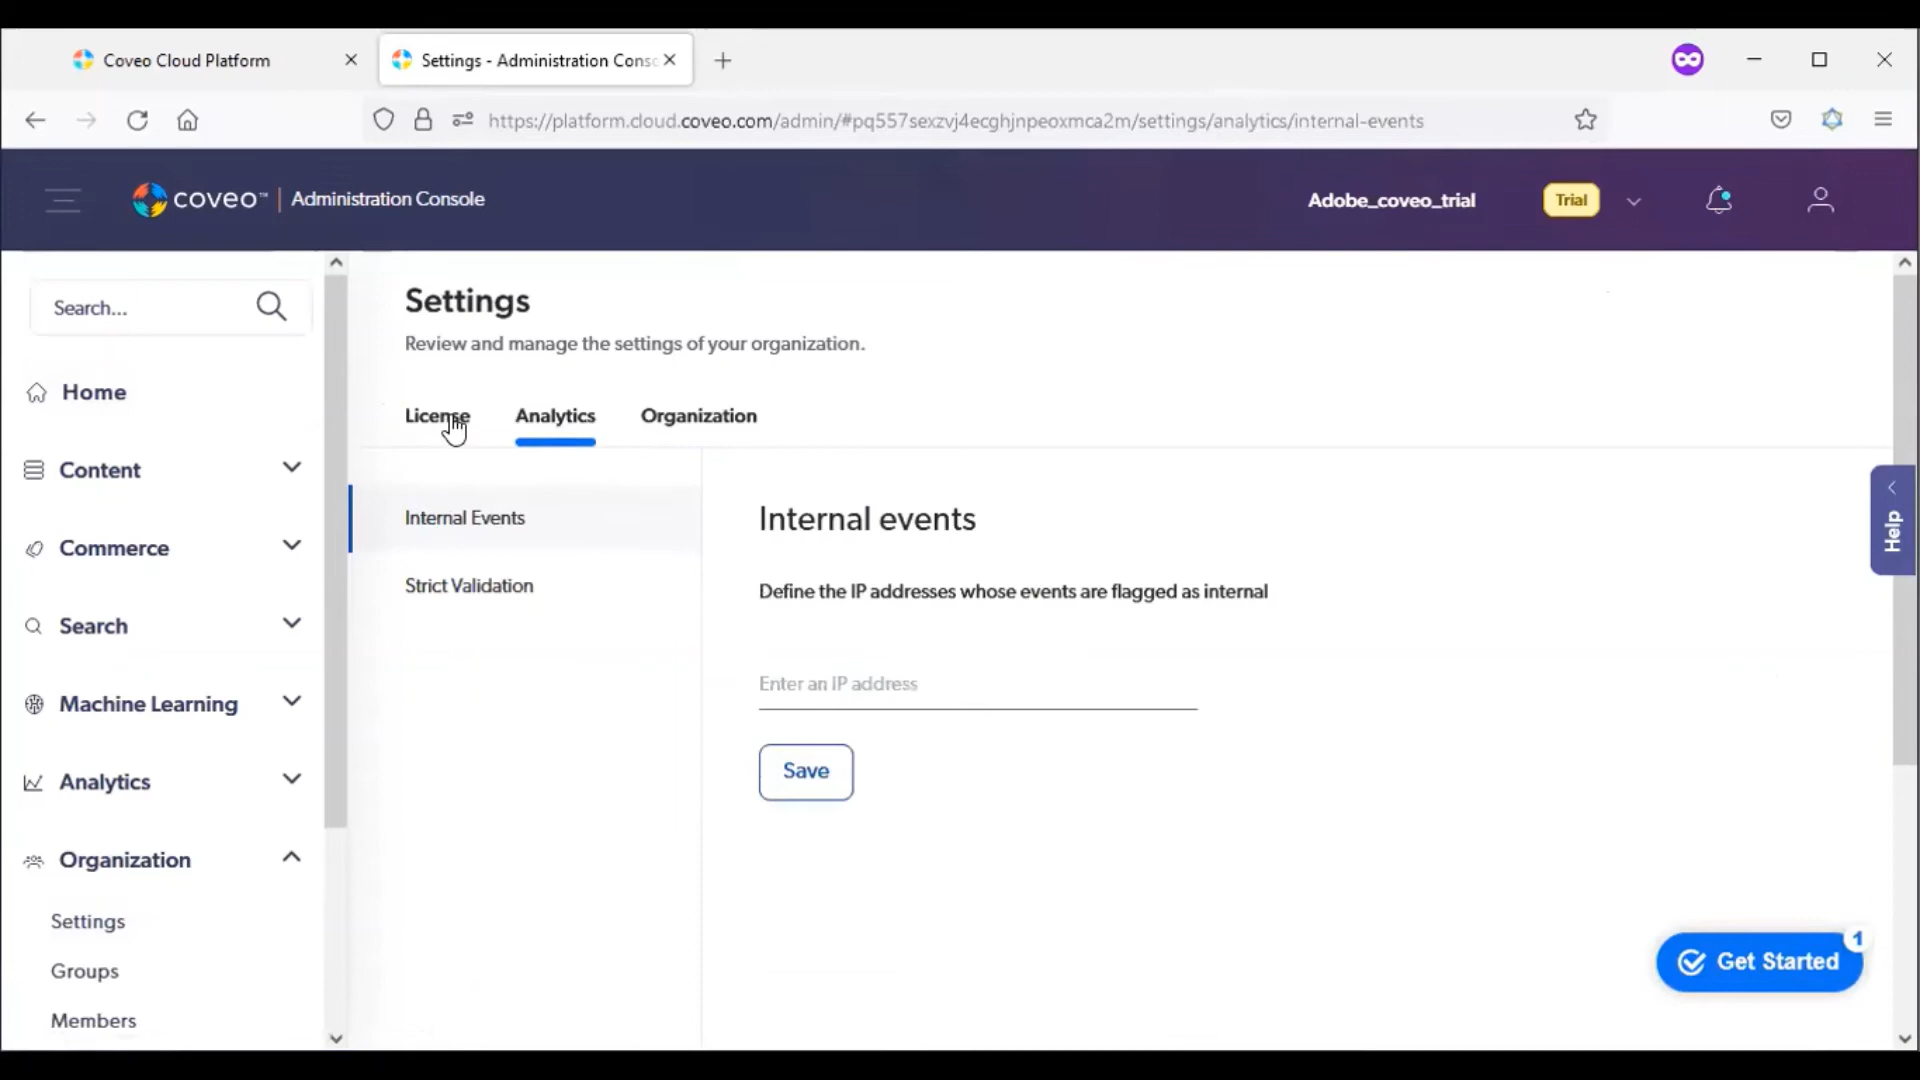 Coveo Cloud Platform
Settings - Administration Conso
https://platform.cloud.coveo.com/admin/#pq557sexzvj4ecghjnpeoxmca2m/settings/analytics/internal-events
coveo™ | Administration Console
Adobe_coveo_trial
Trial
Search...
Home
Content
Commerce
Search
Machine Learning
Analytics
Organization
Settings
Groups
Members
Settings
Review and manage the settings of your organization.
License
Analytics
Organization
Internal Events
Strict Validation
Internal events
Define the IP addresses whose events are flagged as internal
Enter an IP address
Save
Help
Get Started
1